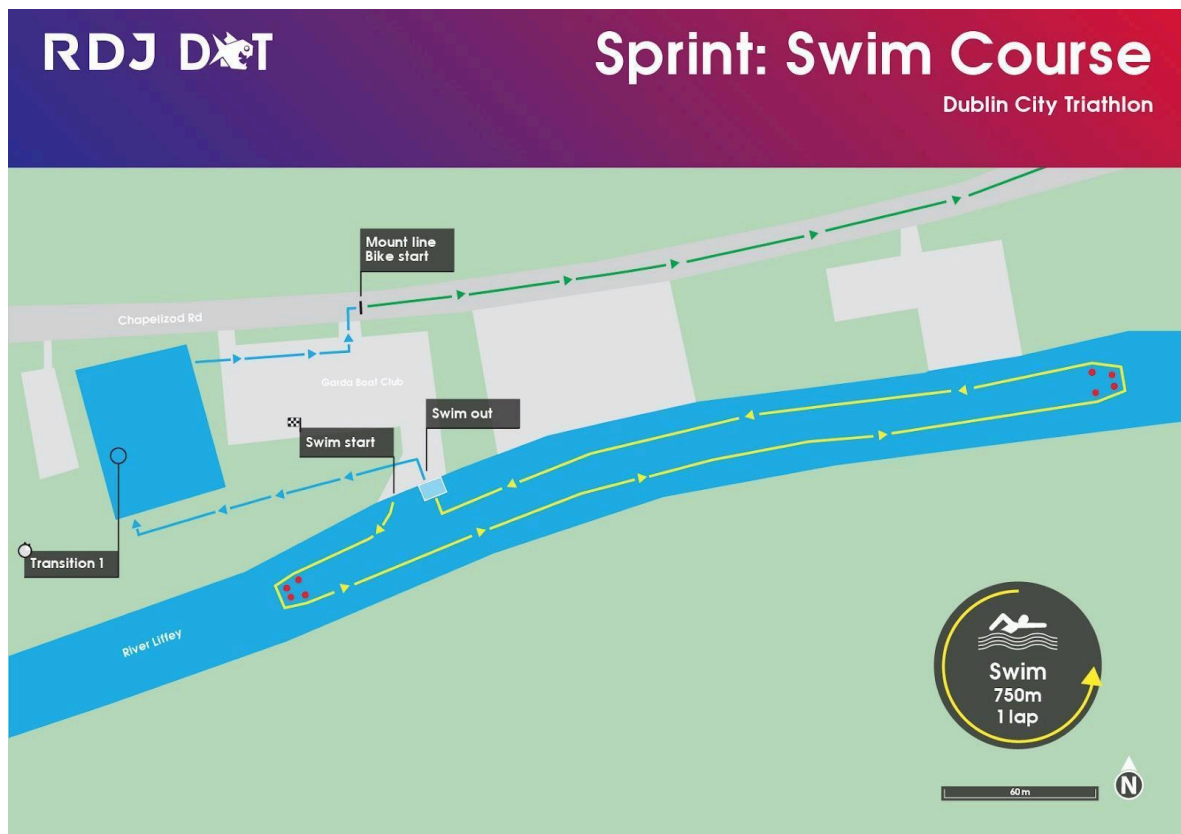 RDJ DCT
Sprint: Swim Course
Dublin City Triathlon
Mount line
Bike start
Chapelizod Rd
Garda Boat Club
Swim out
Swim start
Transition 1
River Liffey
Swim
750m
1 lap
60m
N